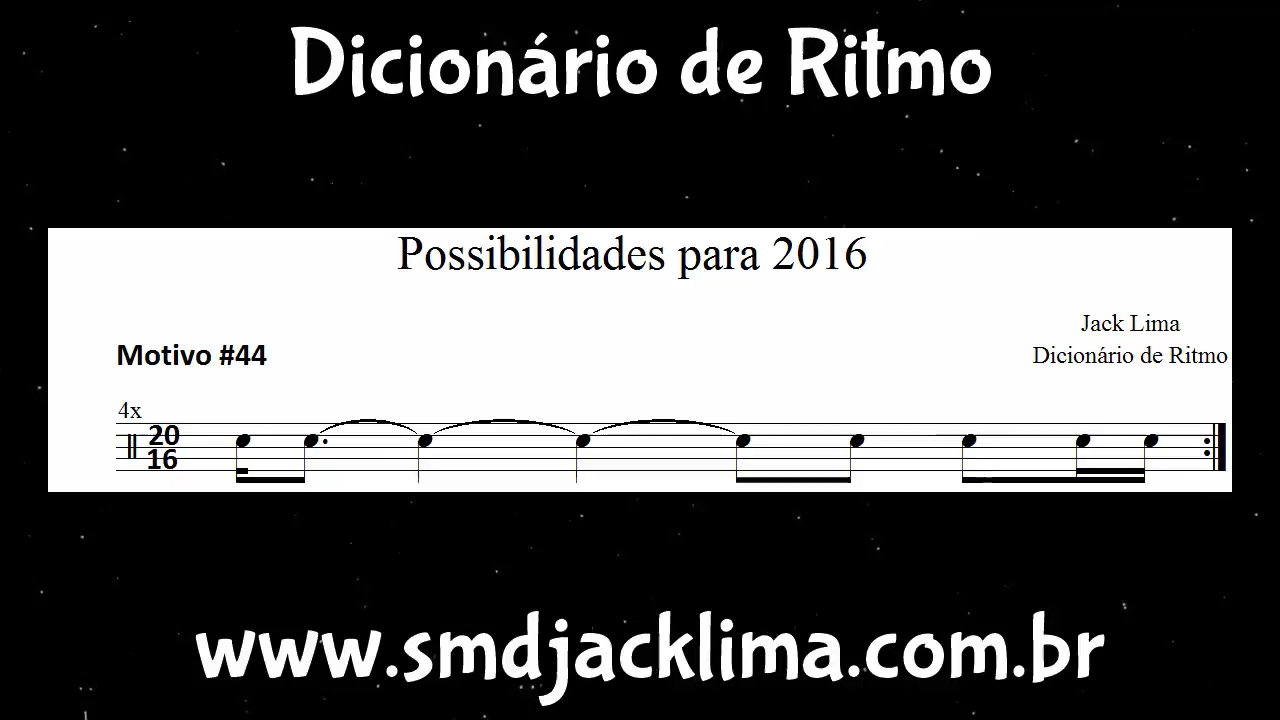 Dicionário de Ritmo
Possibilidades para 2016
Jack Lima
Motivo #44
Dicionário de Ritmo
4x
20
16
www.smdjacklima.com.br